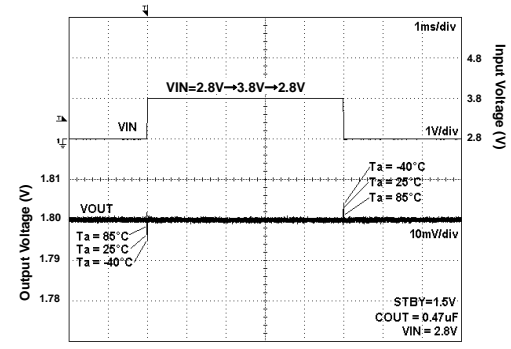 1ms/div
4.8
VIN=2.8V→3.8V→2.8V
3.8
VIN
1V/div
2.8
Input Voltage (V)
Ta = -40°C
Ta = 25°C
Ta = 85°C
1.81
VOUT
1.80
10mV/div
Ta = 85°C
Ta = 25°C
Ta = -40°C
1.79
1.78
Output Voltage (V)
STBY=1.5V
COUT = 0.47uF
VIN = 2.8V